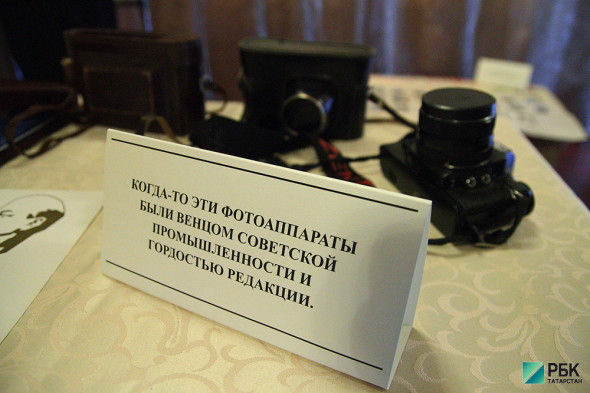 КОГДА-ТО ЭТИ ФОТОАППАРАТЫ
БЫЛИ ВЕНЦОМ СОВЕТСКОЙ
ПРОМЫШЛЕННОСТИ И
ГОРДОСТЬЮ РЕДАКЦИИ.
РБК
ТАТАРСТАН